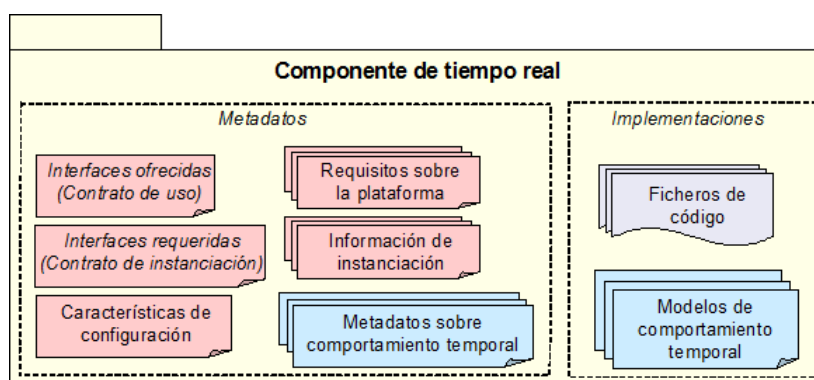 Componente de tiempo real
Metadatos
Interfaces ofrecidas
(Contrato de uso)
Requisitos sobre
la plataforma
Interfaces requeridas
(Contrato de instanciación)
Información de
instanciación
Características de
configuración
Metadatos sobre
comportamiento temporal
Implementaciones
Ficheros de
código
Modelos de
comportamiento
temporal